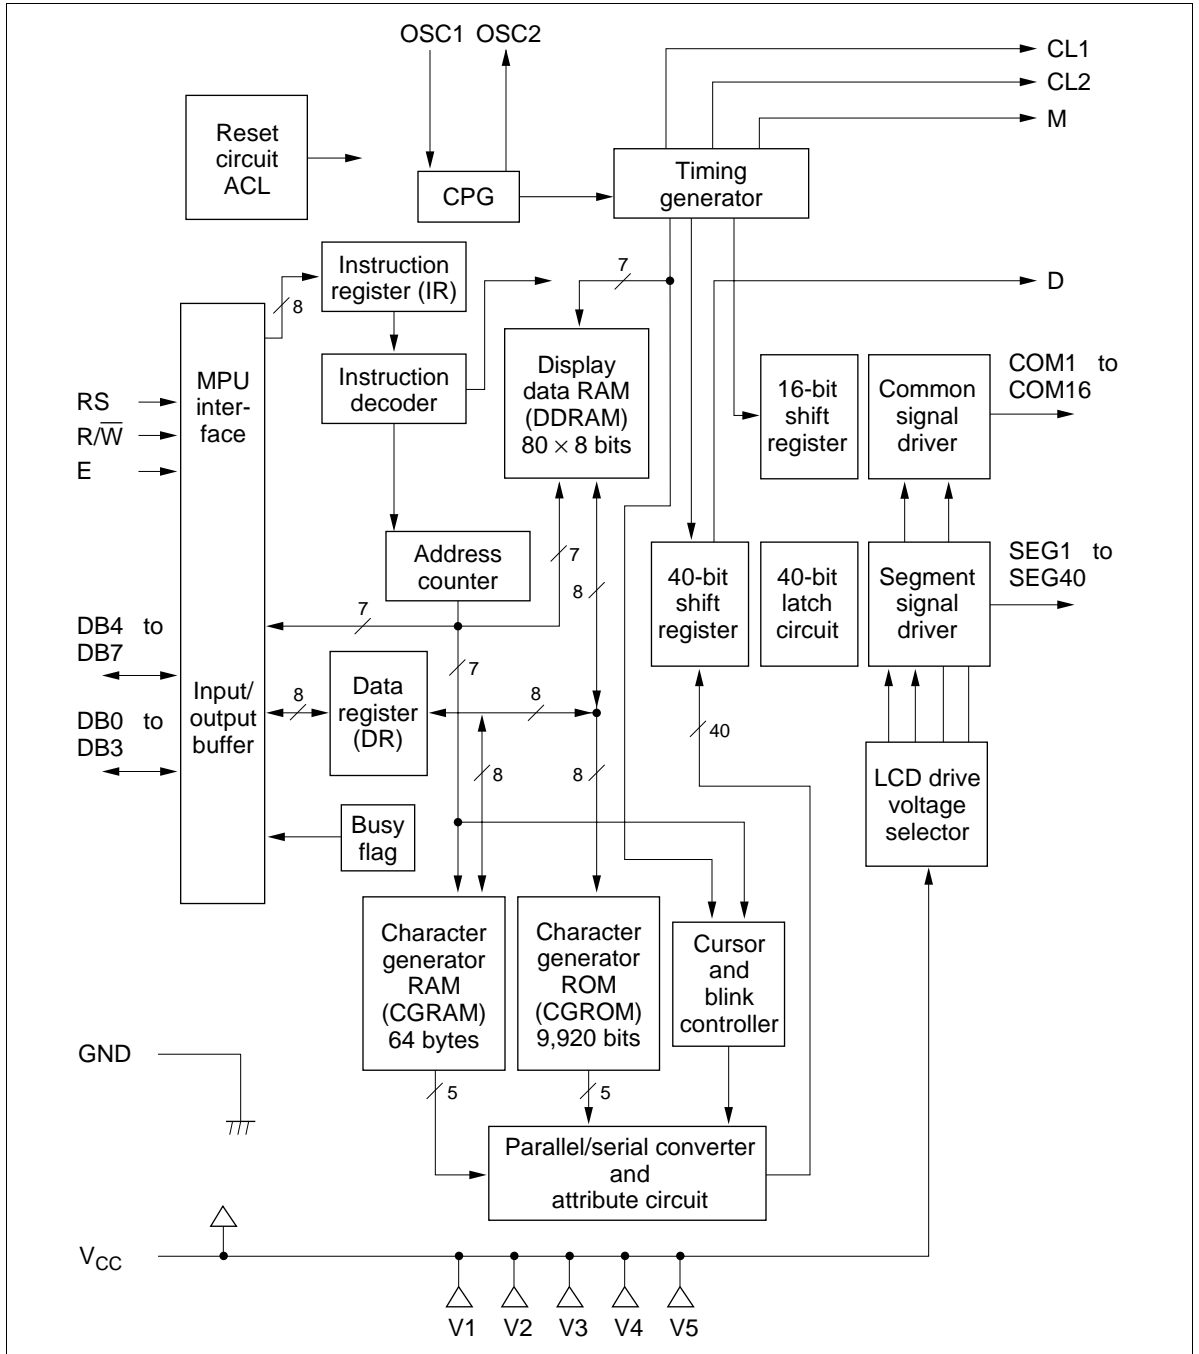 OSC1 OSC2
CL1
CL2
M
Reset
circuit
ACL
CPG
Timing
generator
Instruction
register (IR)
8
7
D
MPU
inter-
face
Instruction
decoder
Display
data RAM
(DDRAM)
80 × 8 bits
16-bit
shift
register
Common
signal
driver
COM1 to
COM16
RS
R/W̅
E
Address
counter
7
8
40-bit
shift
register
40-bit
latch
circuit
Segment
signal
driver
SEG1 to
SEG40
DB4 to
DB7
7
7
Input/
output
buffer
8
Data
register
(DR)
8
DB0 to
DB3
8
8
40
LCD drive
voltage
selector
Busy
flag
Character
generator
RAM
(CGRAM)
64 bytes
Character
generator
ROM
(CGROM)
9,920 bits
Cursor
and
blink
controller
GND
5
5
Parallel/serial converter
and
attribute circuit
VCC
V1 V2 V3 V4 V5